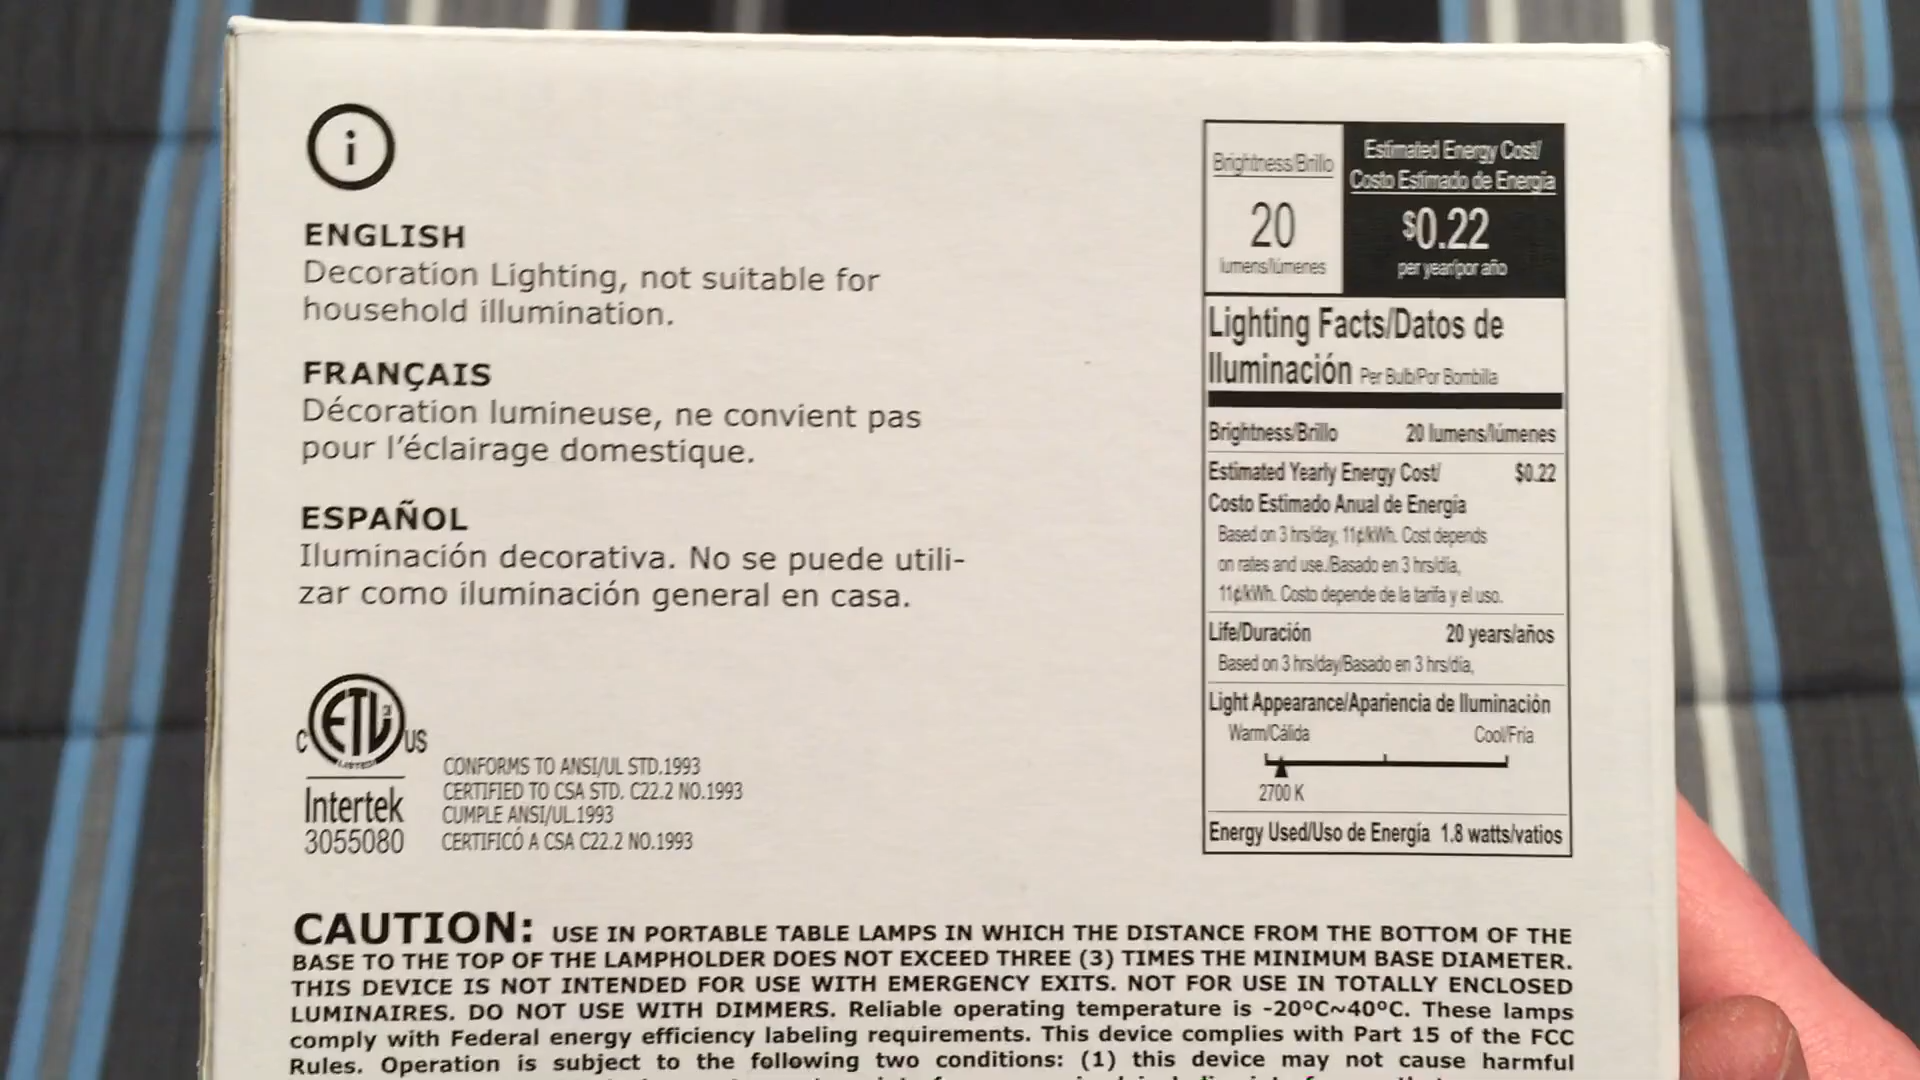 i
ENGLISH
Decoration Lighting, not suitable for
household illumination.
FRANÇAIS
Décoration lumineuse, ne convient pas
pour l'éclairage domestique.
ESPAÑOL
Iluminación decorativa. No se puede utili-
zar como iluminación general en casa.
C ETL US
LISTED
Intertek
3055080
CONFORMS TO ANSI/UL STD.1993
CERTIFIED TO CSA STD. C22.2 NO.1993
CUMPLE ANSI/UL.1993
CERTIFICÓ A CSA C22.2 NO.1993
Brightness/Brillo
20
lumens/lúmenes
Estimated Energy Cost/
Costo Estimado de Energía
$0.22
per year/por año
Lighting Facts/Datos de
Iluminación Per Bulb/Por Bombilla
Brightness/Brillo 20 lumens/lúmenes
Estimated Yearly Energy Cost/ $0.22
Costo Estimado Anual de Energía
Based on 3 hrs/day, 11¢/kWh. Cost depends
on rates and use./Basado en 3 hrs/día,
11¢/kWh. Costo depende de la tarifa y el uso.
Life/Duración 20 years/años
Based on 3 hrs/day/Basado en 3 hrs/día,
Light Appearance/Apariencia de Iluminación
Warm/Cálida Cool/Fría
2700 K
Energy Used/Uso de Energía 1.8 watts/vatios
CAUTION: USE IN PORTABLE TABLE LAMPS IN WHICH THE DISTANCE FROM THE BOTTOM OF THE
BASE TO THE TOP OF THE LAMPHOLDER DOES NOT EXCEED THREE (3) TIMES THE MINIMUM BASE DIAMETER.
THIS DEVICE IS NOT INTENDED FOR USE WITH EMERGENCY EXITS. NOT FOR USE IN TOTALLY ENCLOSED
LUMINAIRES. DO NOT USE WITH DIMMERS. Reliable operating temperature is -20ºC~40ºC. These lamps
comply with Federal energy efficiency labeling requirements. This device complies with Part 15 of the FCC
Rules. Operation is subject to the following two conditions: (1) this device may not cause harmful